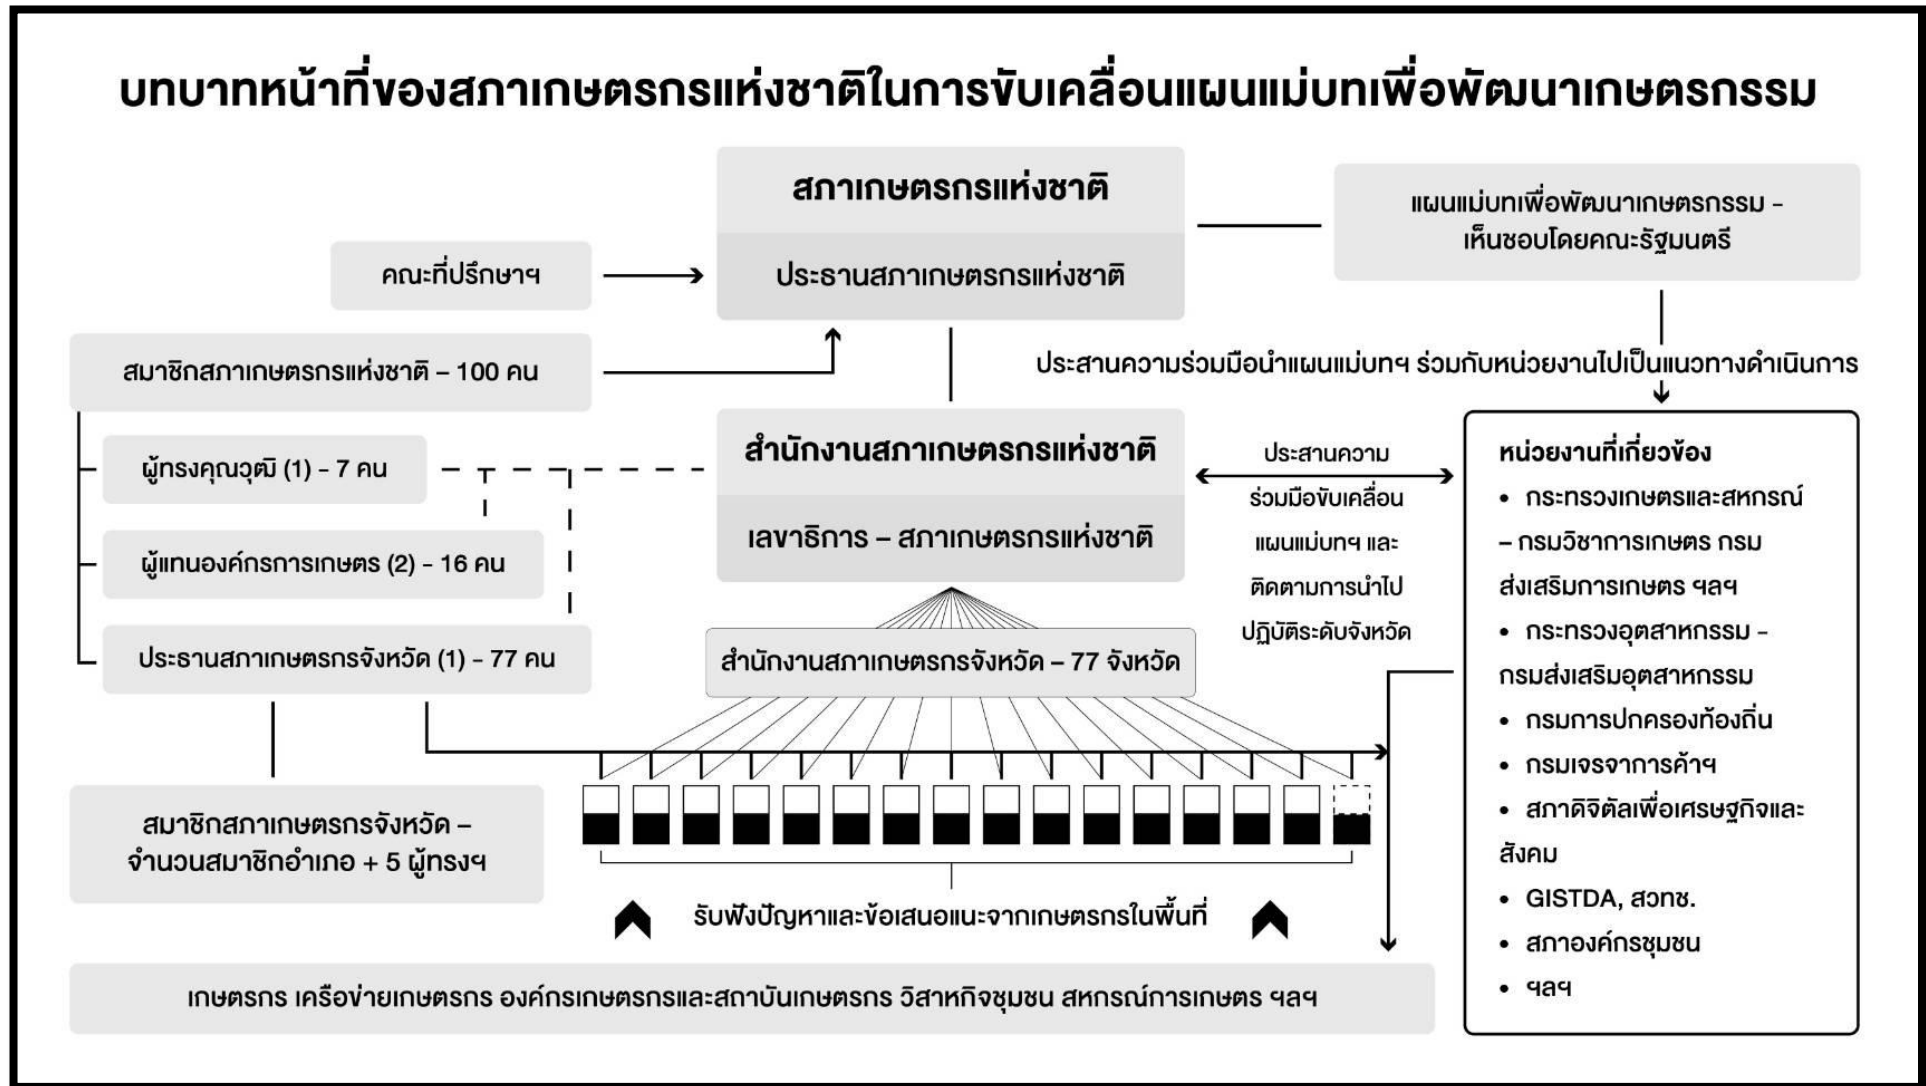 บทบาทหน้าที่ของสภาเกษตรกรแห่งชาติในการขับเคลื่อนแผนแม่บทเพื่อพัฒนาเกษตรกรรม
สภาเกษตรกรแห่งชาติ
ประธานสภาเกษตรกรแห่งชาติ
แผนแม่บทเพื่อพัฒนาเกษตรกรรม -
เห็นชอบโดยคณะรัฐมนตรี
คณะที่ปรึกษาฯ
สมาชิกสภาเกษตรกรแห่งชาติ – 100 คน
ประสานความร่วมมือนำแผนแม่บทฯ ร่วมกับหน่วยงานไปเป็นแนวทางดำเนินการ
ผู้ทรงคุณวุฒิ (1) - 7 คน
ผู้แทนองค์กรการเกษตร (2) - 16 คน
ประธานสภาเกษตรกรจังหวัด (1) - 77 คน
สำนักงานสภาเกษตรกรแห่งชาติ
เลขาธิการ – สภาเกษตรกรแห่งชาติ
สำนักงานสภาเกษตรกรจังหวัด – 77 จังหวัด
ประสานความ
ร่วมมือขับเคลื่อน
แผนแม่บทฯ และ
ติดตามการนำไป
ปฏิบัติระดับจังหวัด
หน่วยงานที่เกี่ยวข้อง
• กระทรวงเกษตรและสหกรณ์
– กรมวิชาการเกษตร กรม
ส่งเสริมการเกษตร ฯลฯ
• กระทรวงอุตสาหกรรม -
กรมส่งเสริมอุตสาหกรรม
• กรมการปกครองท้องถิ่น
• กรมเจรจาการค้าฯ
• สภาดิจิตัลเพื่อเศรษฐกิจและ
สังคม
• GISTDA, สวทช.
• สภาองค์กรชุมชน
• ฯลฯ
สมาชิกสภาเกษตรกรจังหวัด –
จำนวนสมาชิกอำเภอ + 5 ผู้ทรงฯ
รับฟังปัญหาและข้อเสนอแนะจากเกษตรกรในพื้นที่
เกษตรกร เครือข่ายเกษตรกร องค์กรเกษตรกรและสถาบันเกษตรกร วิสาหกิจชุมชน สหกรณ์การเกษตร ฯลฯ